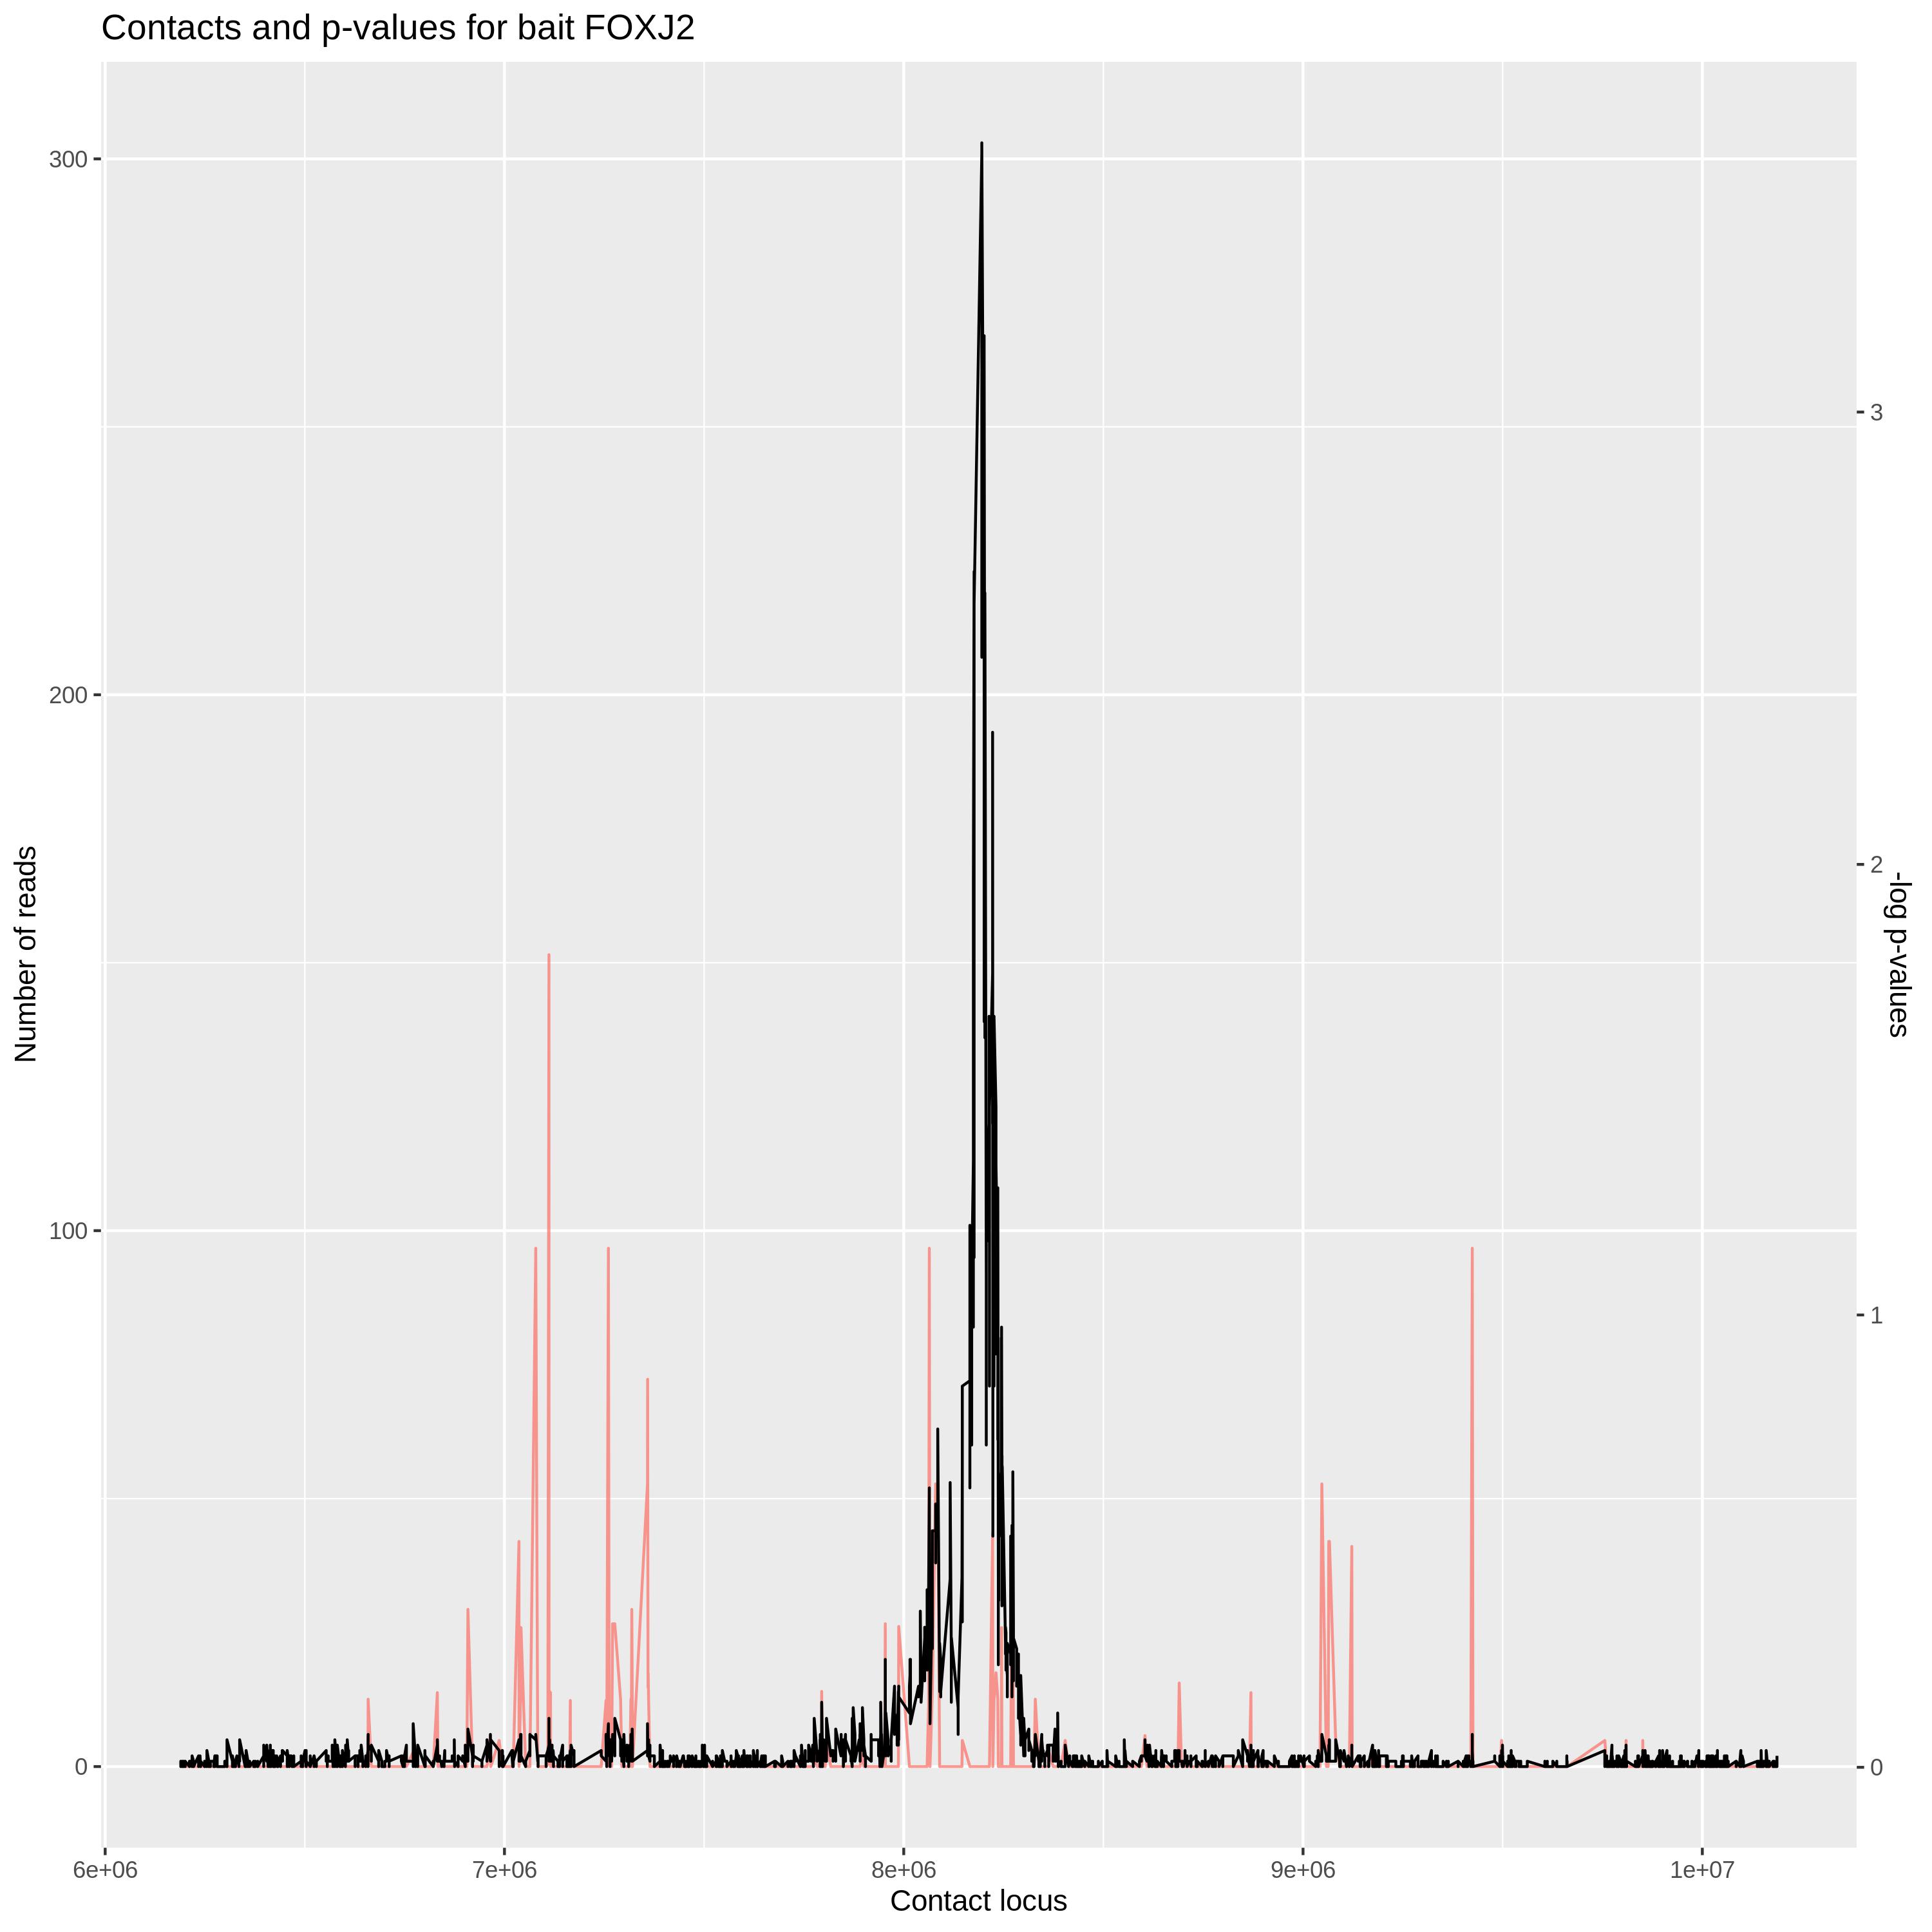 Contacts and p-values for bait FOXJ2
300
200
100
0
Number of reads
3
2
1
0
-log p-values
6e+06 7e+06 8e+06 9e+06 1e+07
Contact locus